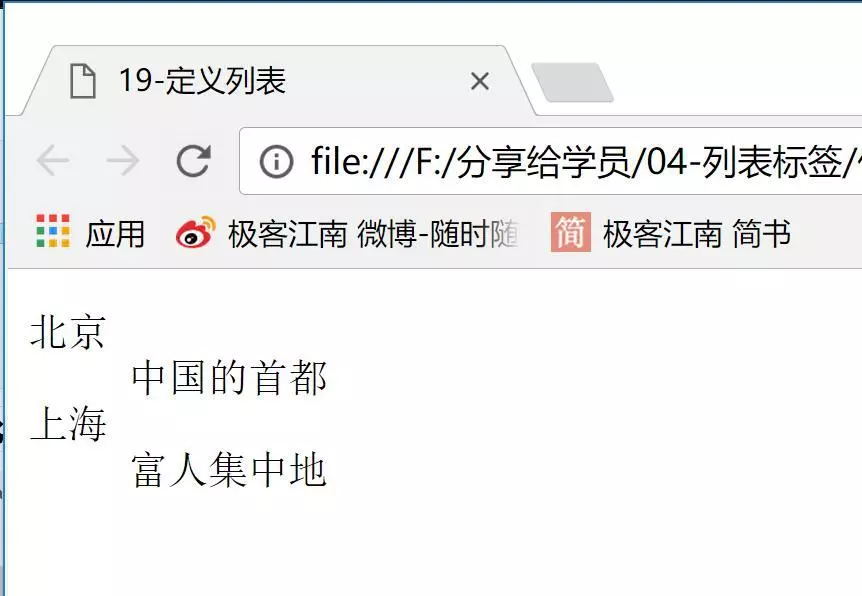 19-定义列表
file:///F:/分享给学员/04-列表标签/
应用 极客江南 微博-随时随 简 极客江南 简书
北京
中国的首都
上海
富人集中地